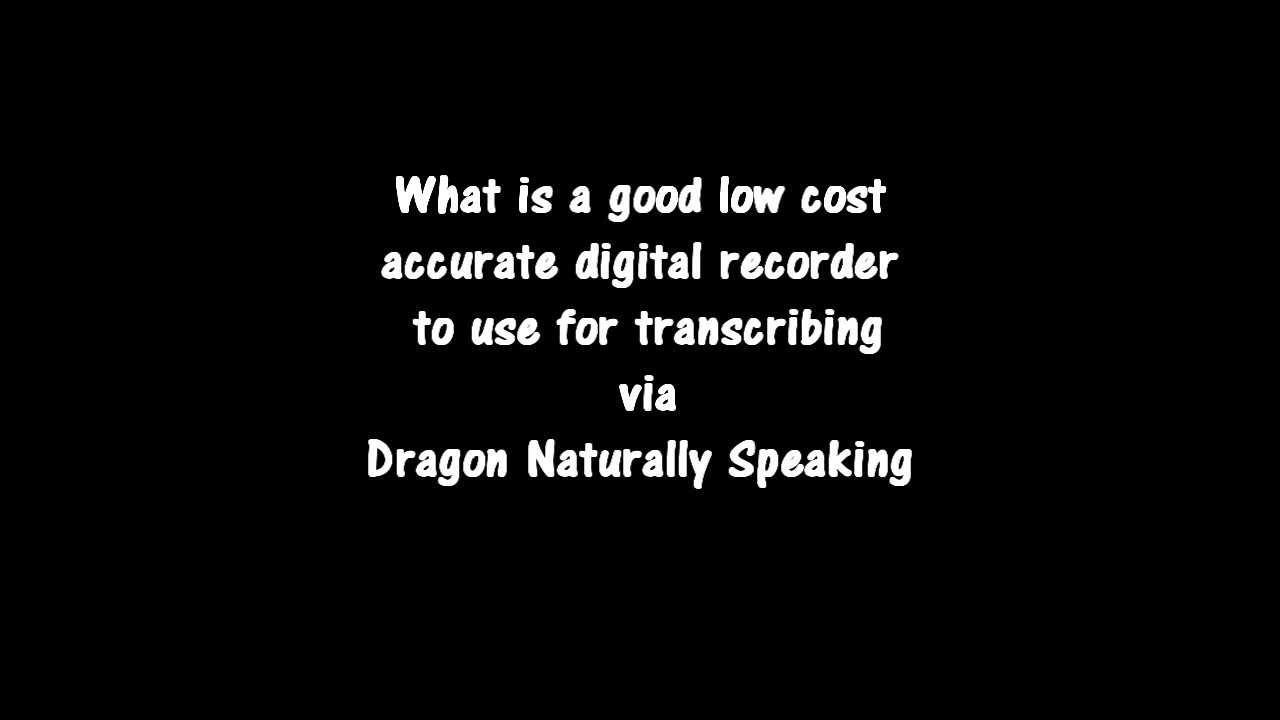 What is a good low cost
accurate digital recorder
to use for transcribing
via
Dragon Naturally Speaking